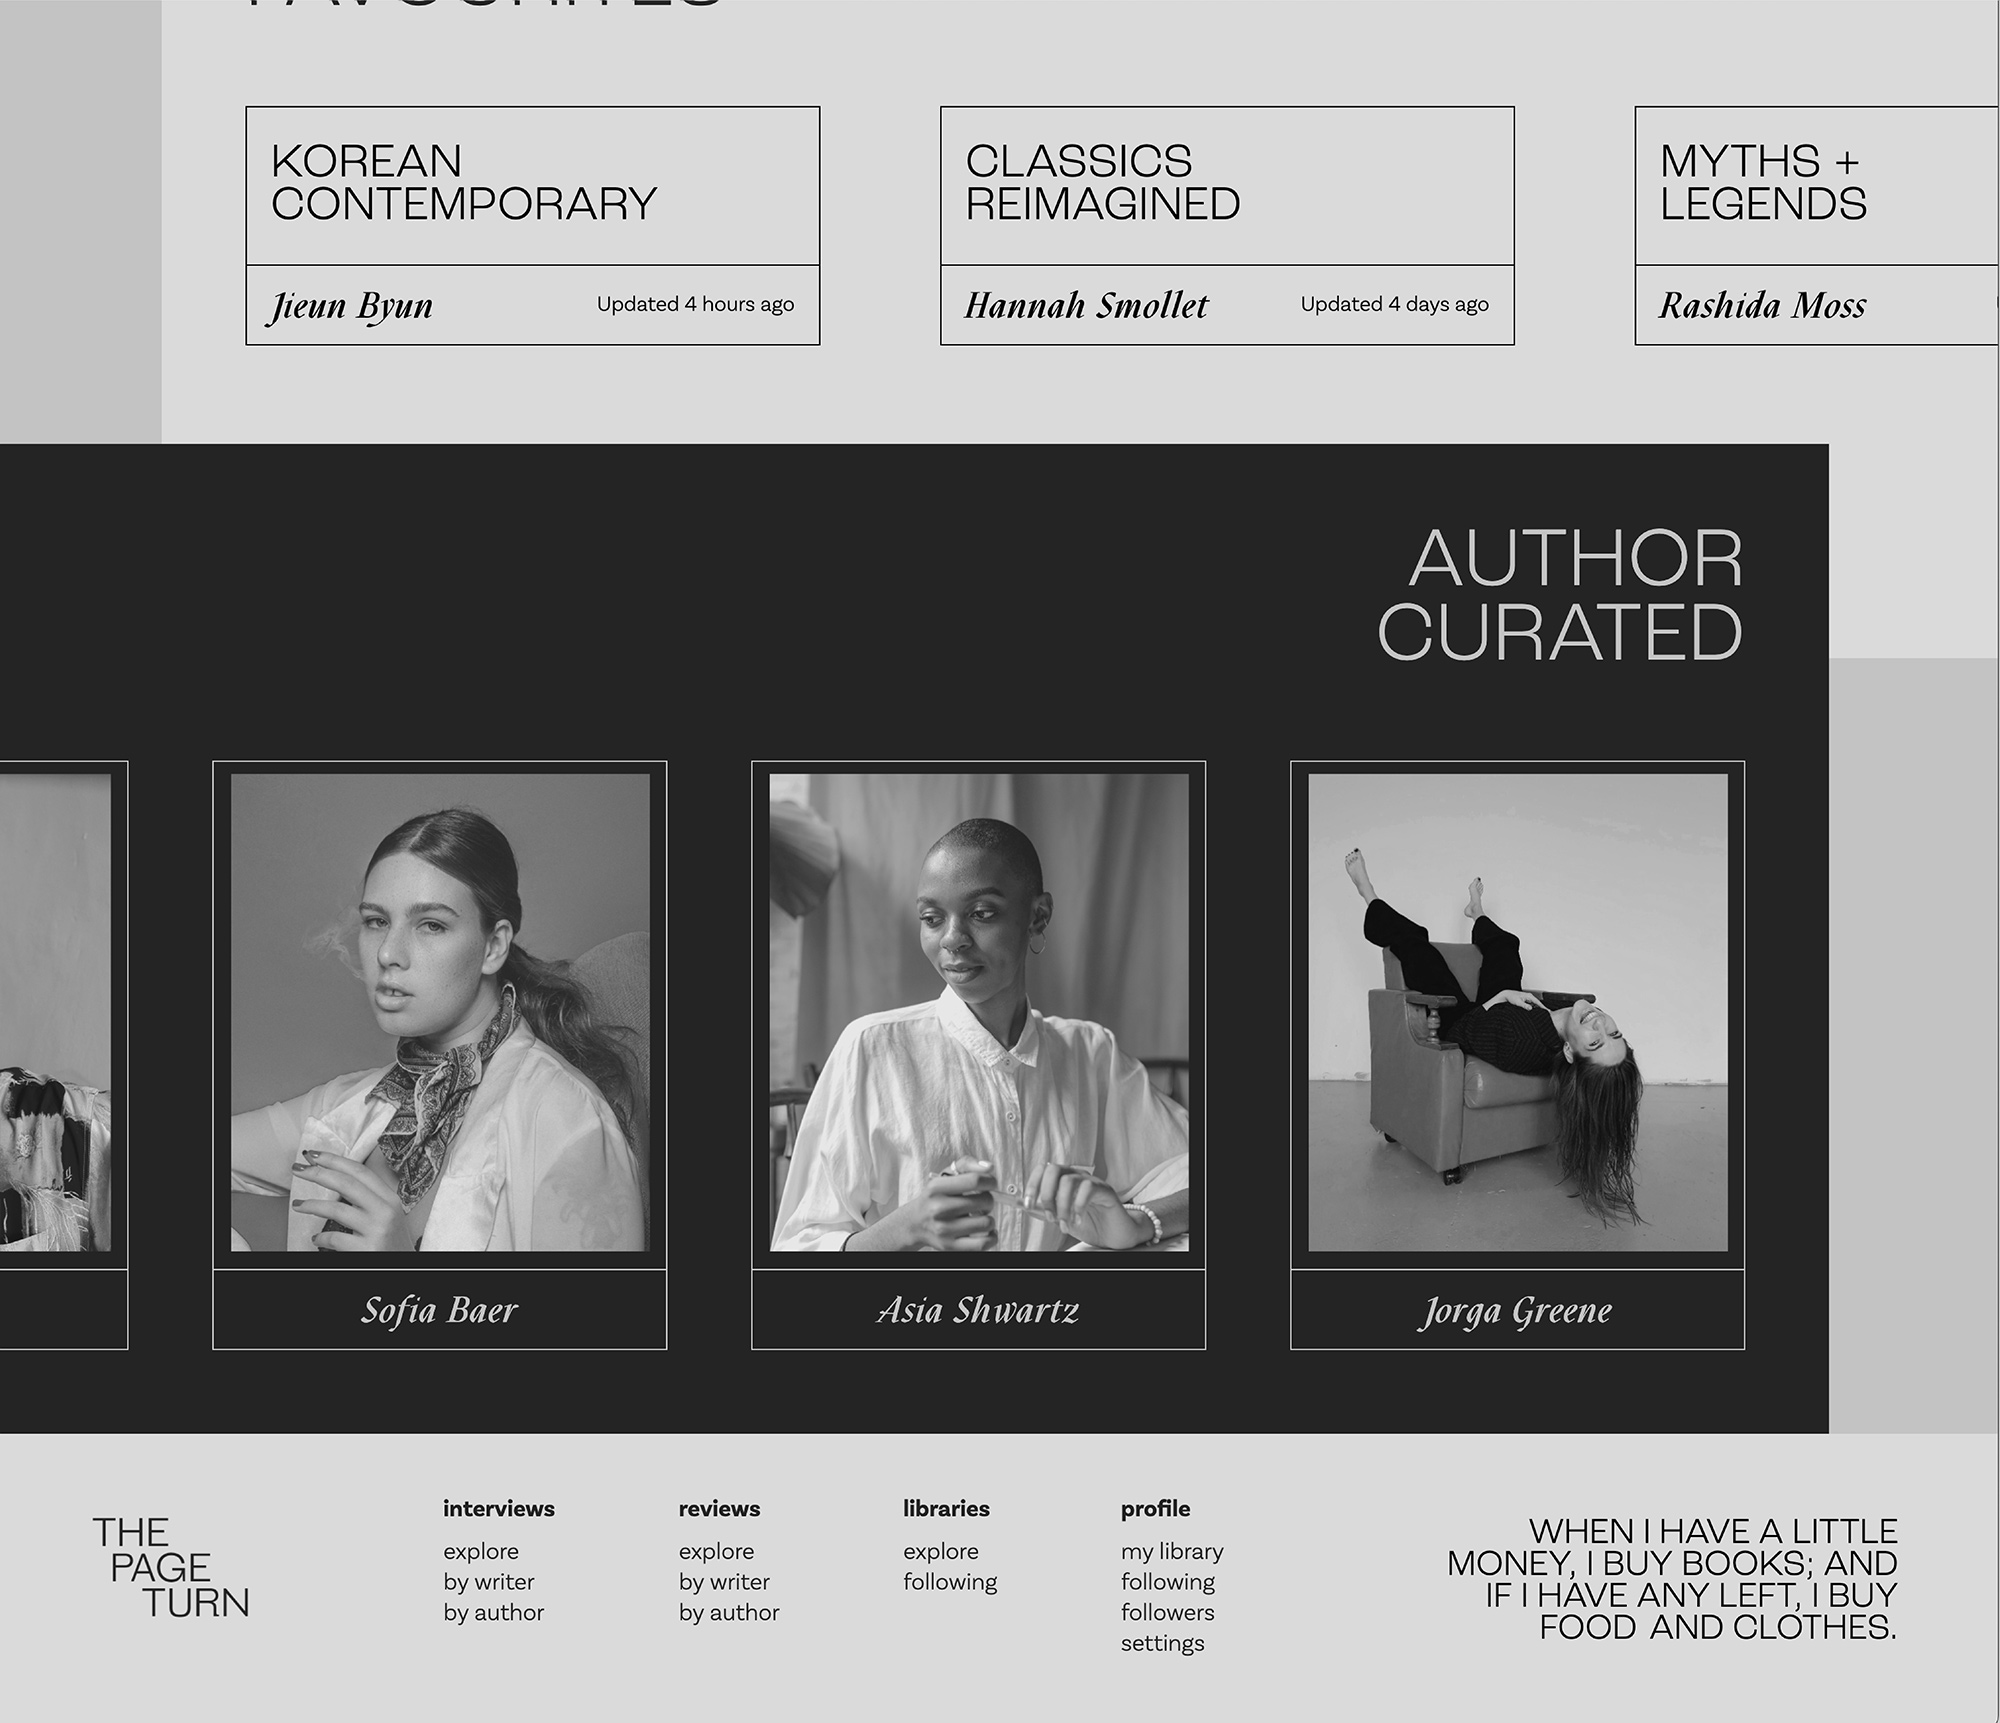 FAVOURITES
KOREAN
CONTEMPORARY
Jieun Byun
Updated 4 hours ago
CLASSICS
REIMAGINED
Hannah Smollet
Updated 4 days ago
MYTHS +
LEGENDS
Rashida Moss
AUTHOR
CURATED
Sofia Baer
Asia Shwartz
Jorga Greene
THE
PAGE
TURN
interviews
explore
by writer
by author
reviews
explore
by writer
by author
libraries
explore
following
profile
my library
following
followers
settings
WHEN I HAVE A LITTLE
MONEY, I BUY BOOKS; AND
IF I HAVE ANY LEFT, I BUY
FOOD AND CLOTHES.